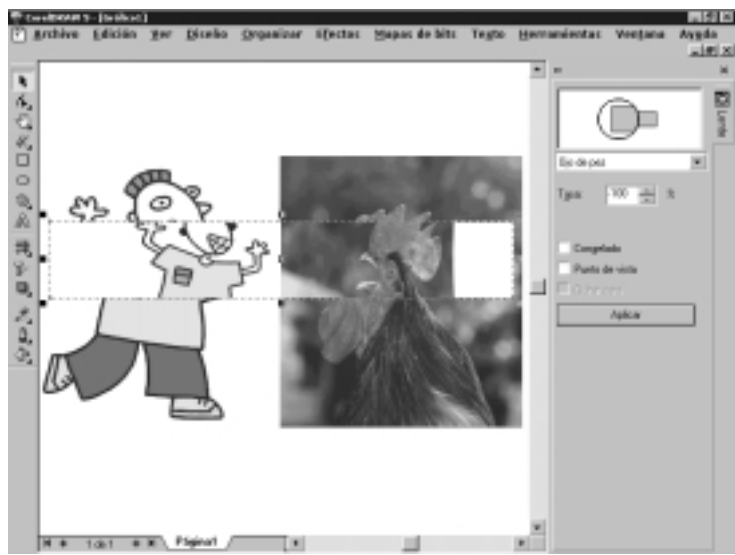 CorelDRAW 9 - [Gráfico1]
Archivo Edición Ver Diseño Organizar Efectos Mapas de bits Texto Herramientas Ventana Ayuda
Lente
Ojo de pez
Tasa: -100 %
Congelado
Punto de vista
Aplicar
1 de 1 Página1